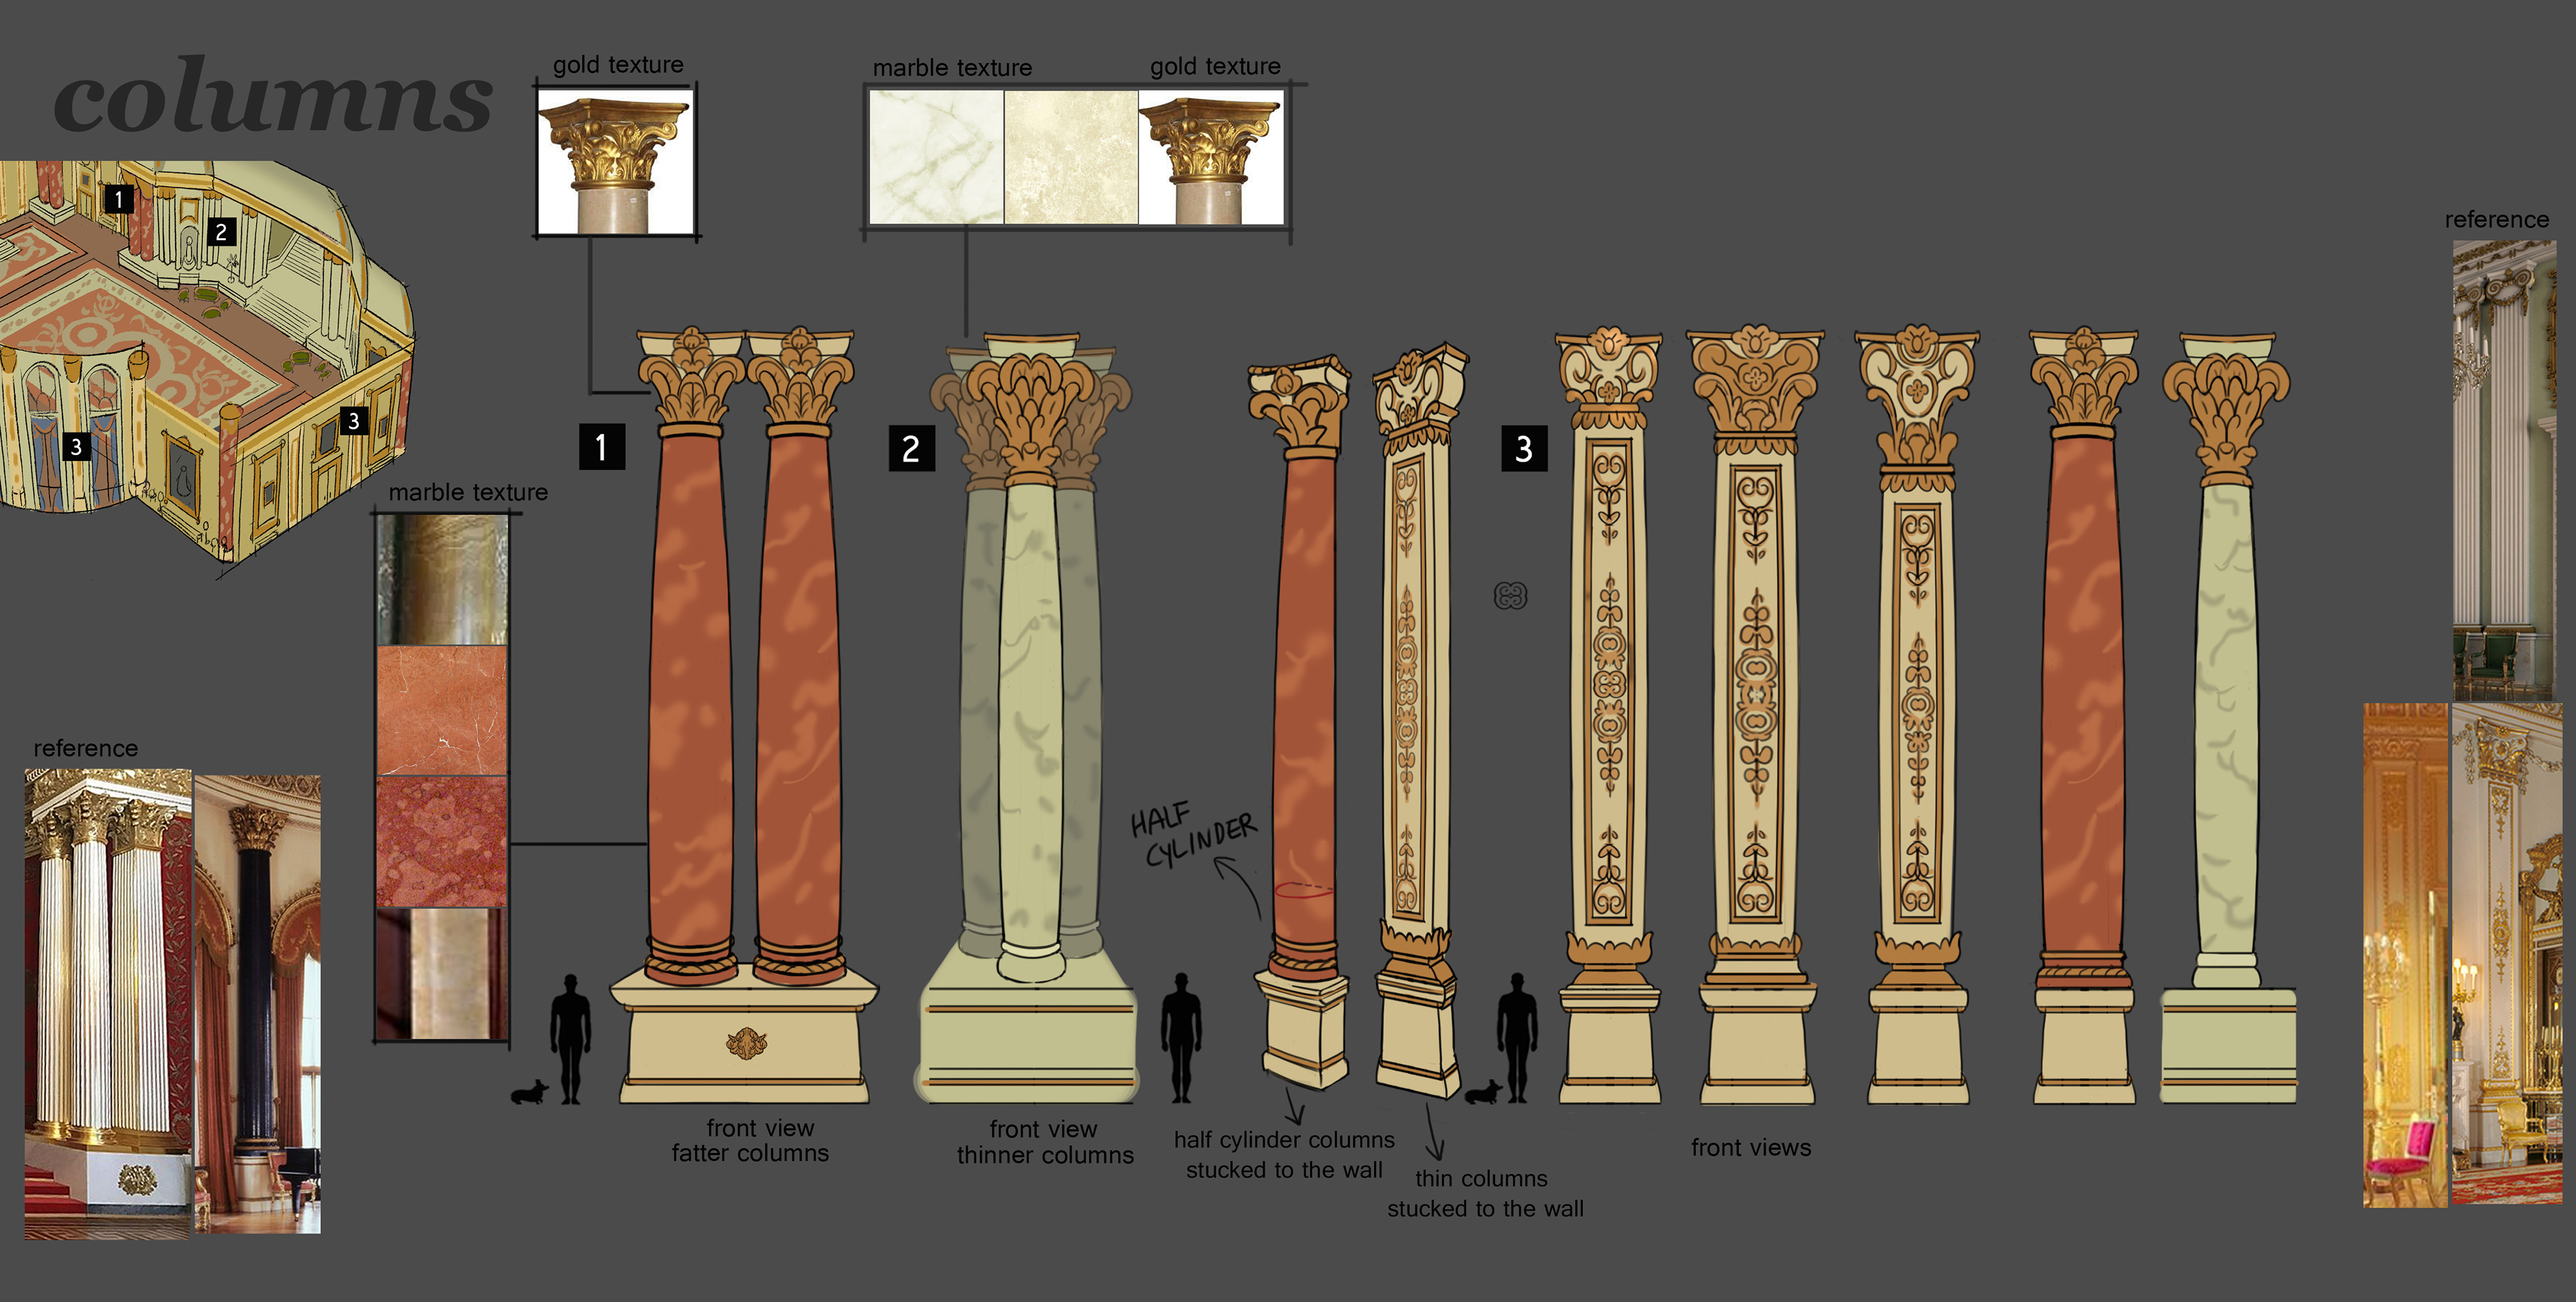 columns
gold texture
marble texture
gold texture
reference
1
2
3
3
marble texture
1
2
3
reference
HALF
CYLINDER
front view
fatter columns
front view
thinner columns
half cylinder columns
stucked to the wall
thin columns
stucked to the wall
front views